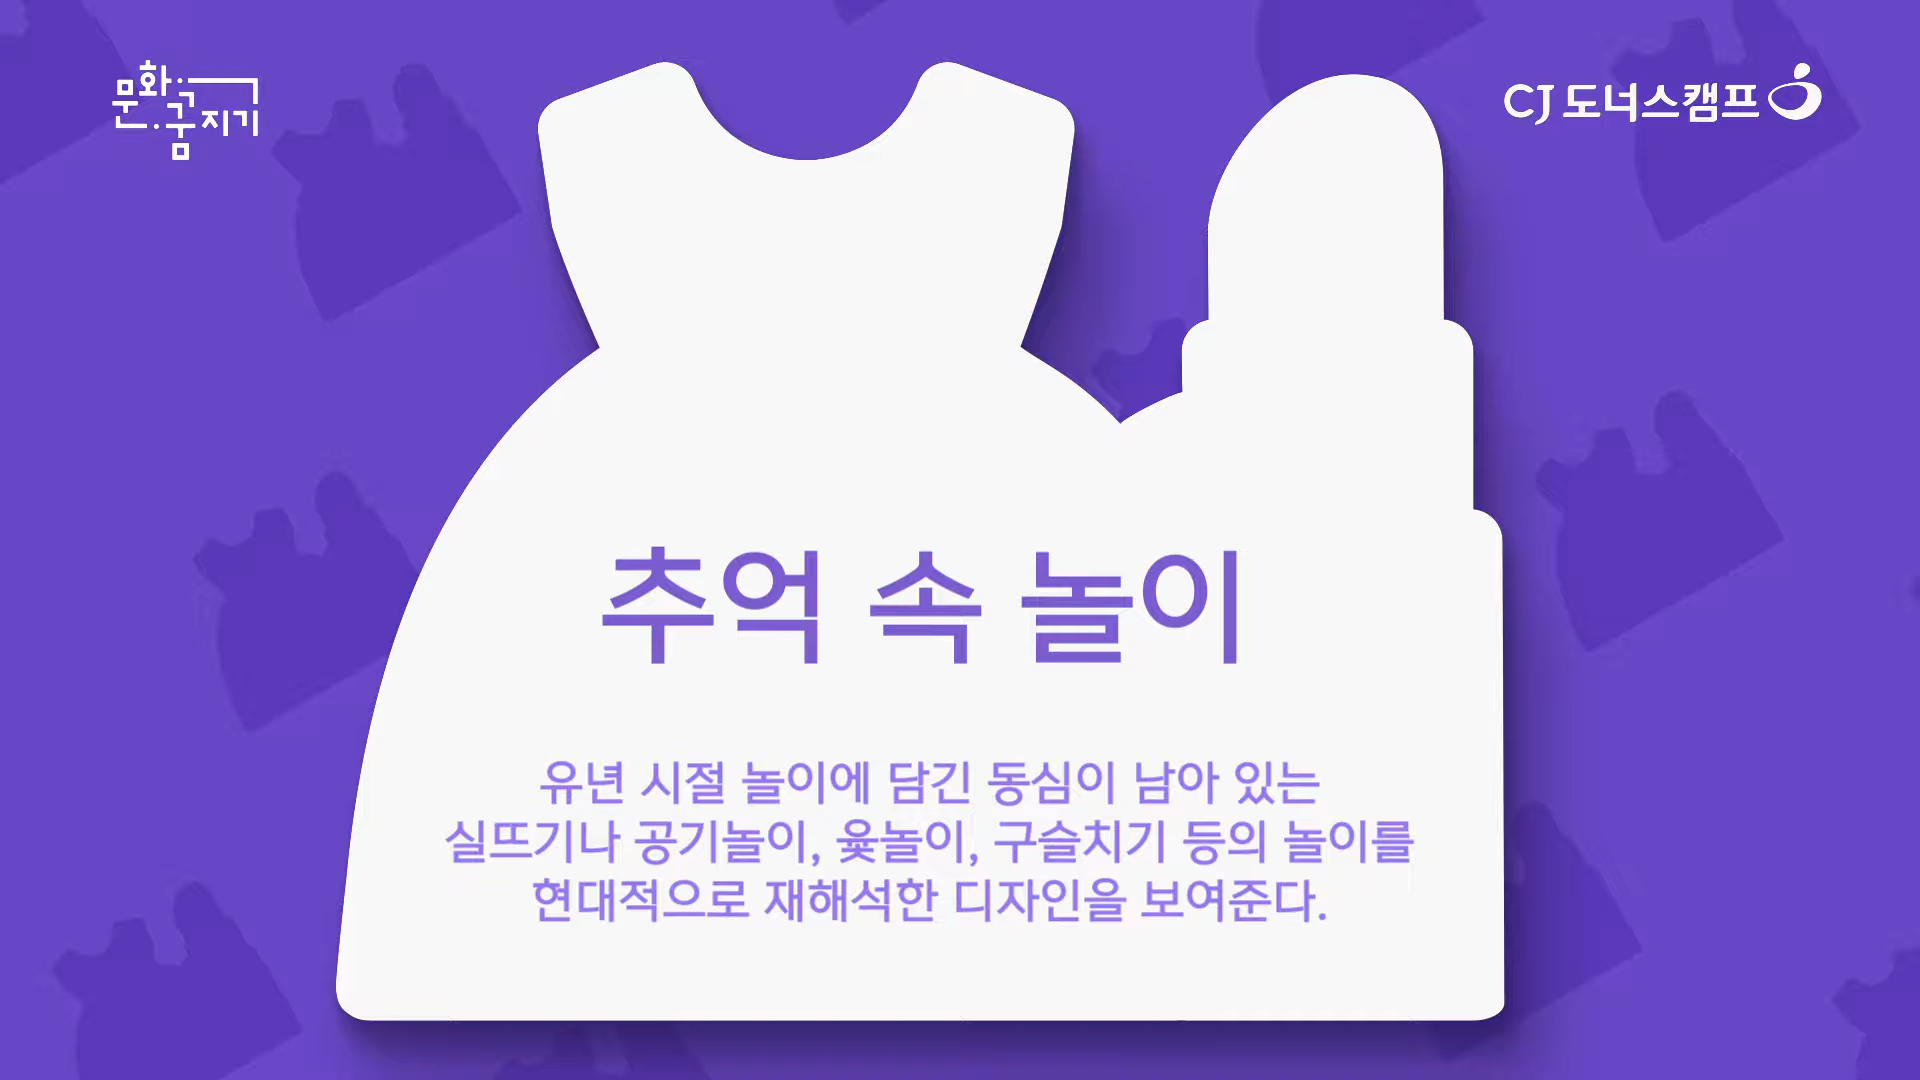 문화
꿈지기
CJ 도너스캠프
추억 속 놀이
유년 시절 놀이에 담긴 동심이 남아 있는
실뜨기나 공기놀이, 윷놀이, 구슬치기 등의 놀이를
현대적으로 재해석한 디자인을 보여준다.